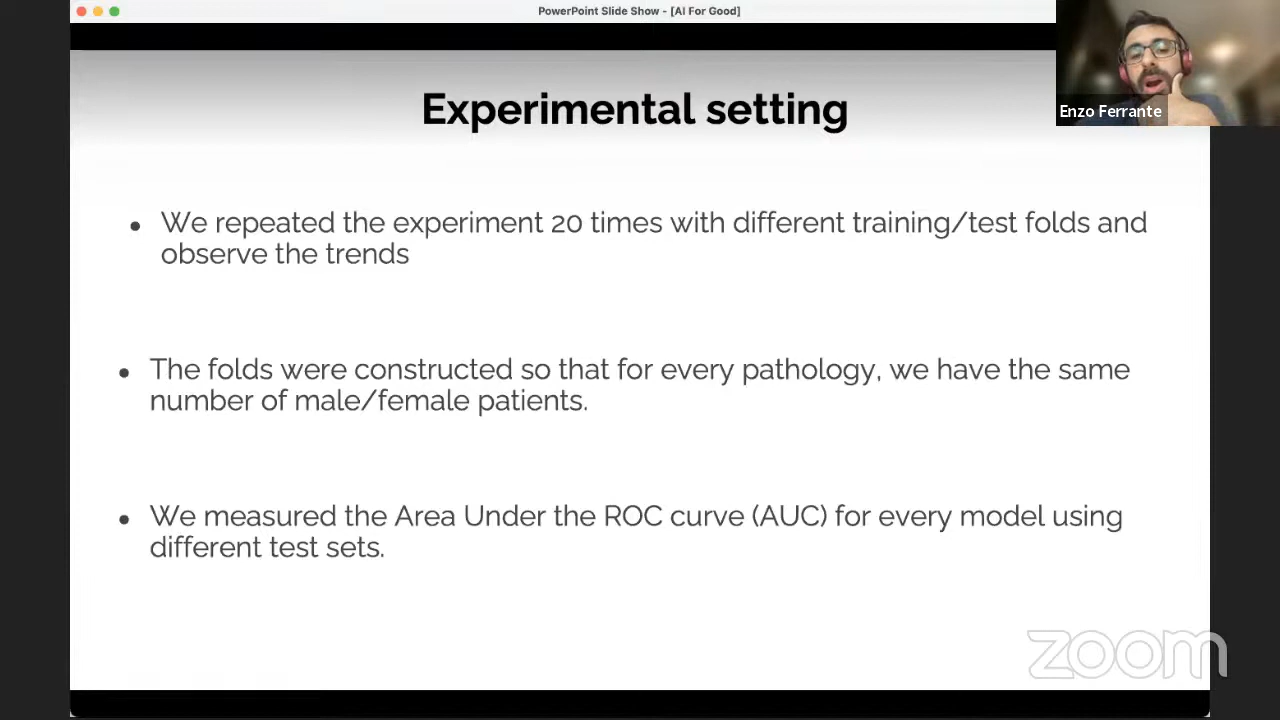 PowerPoint Slide Show - [AI For Good]
Enzo Ferrante
Experimental setting
• We repeated the experiment 20 times with different training/test folds and
observe the trends
• The folds were constructed so that for every pathology, we have the same
number of male/female patients.
• We measured the Area Under the ROC curve (AUC) for every model using
different test sets.
zoom